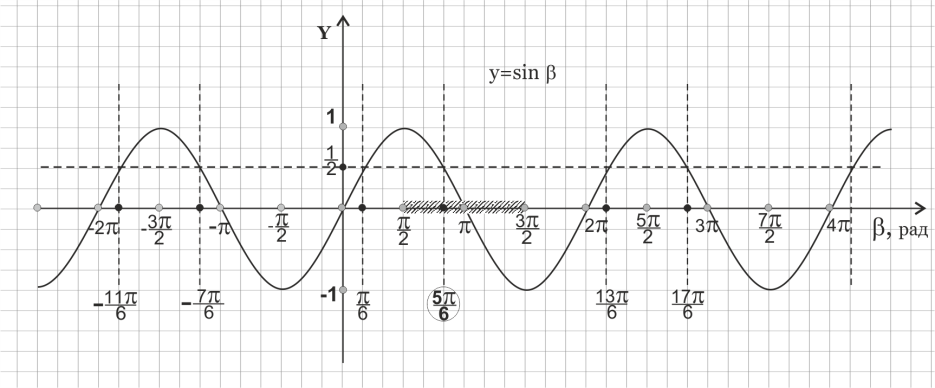 Y
y=sin β
1
1/2
-2π -3π/2 -π -π/2 π/2 π 3π/2 2π 5π/2 3π 7π/2 4π β, рад
-1
-11π/6 -7π/6 π/6 5π/6 13π/6 17π/6